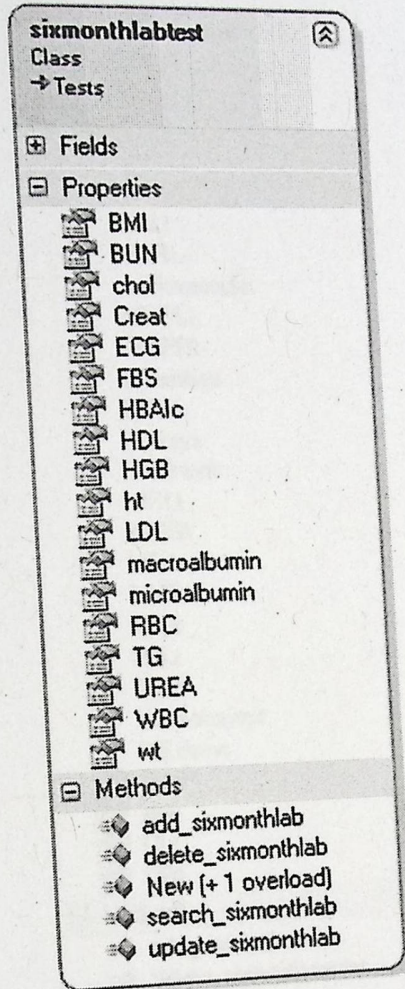 sixmonthlabtest
Class
Tests
Fields
Properties
BMI
BUN
chol
Creat
ECG
FBS
HBAlc
HDL
HGB
ht
LDL
macroalbumin
microalbumin
RBC
TG
UREA
WBC
wt
Methods
add_sixmonthlab
delete_sixmonthlab
New (+ 1 overload)
search_sixmonthlab
update_sixmonthlab